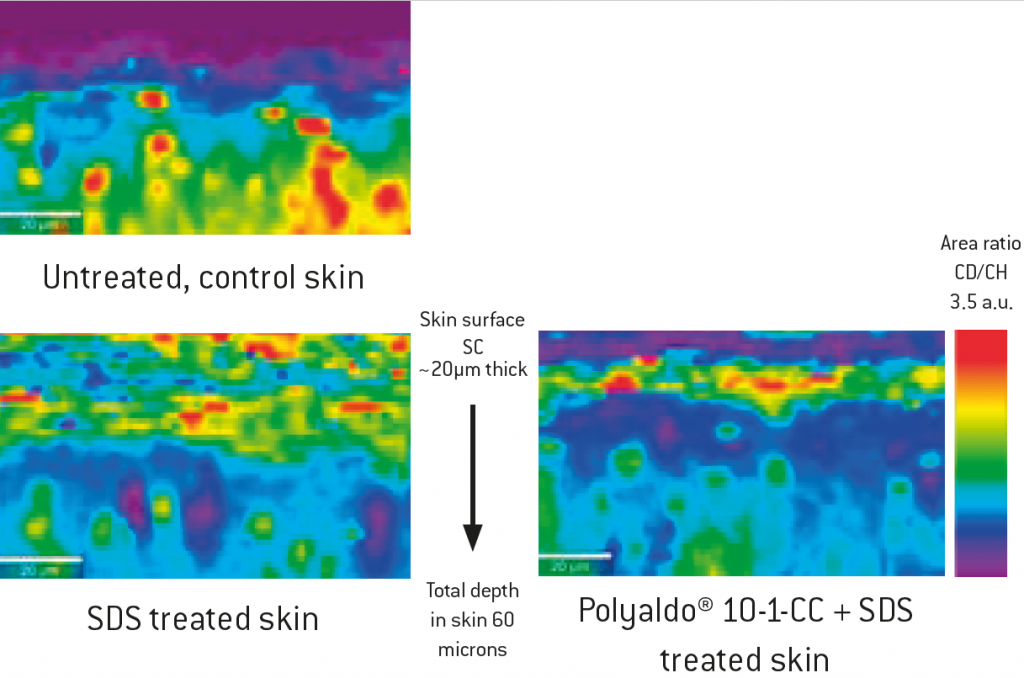 Untreated, control skin
Area ratio
CD/CH
3.5 a.u.
Skin surface
SC
~20µm thick
20 µm
20 µm
20 µm
Total depth
in skin 60
microns
SDS treated skin
Polyaldo® 10-1-CC + SDS
treated skin